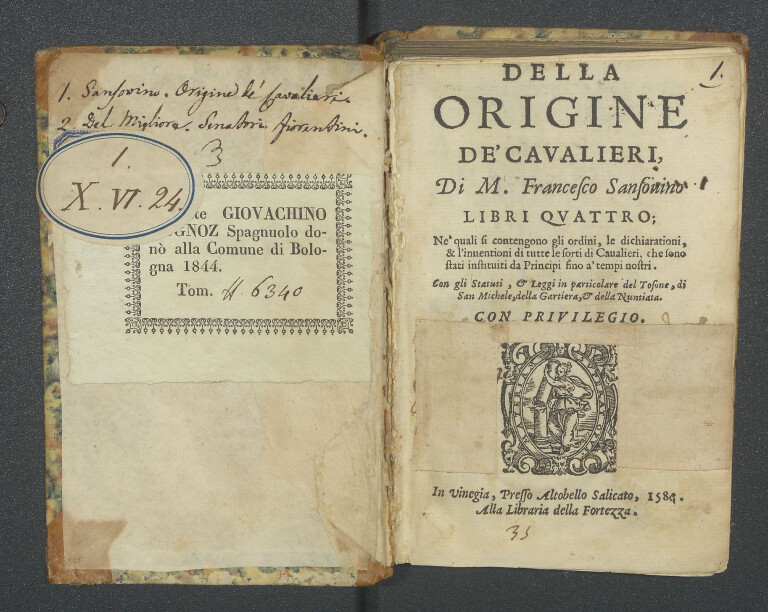 1. Sansovino. Origine de' Cavalieri.
2 Del Migliore. Senatori fiorentini.
3
1.
X. VI. 24.
te GIOVACHINO
GNOZ Spagnuolo do-
nò alla Comune di Bolo-
gna 1844.
Tom. 6340
1.
DELLA
ORIGINE
DE' CAVALIERI,
Di M. Francesco Sansouino
LIBRI QVATTRO;
Ne' quali si contengono gli ordini, le dichiarationi,
& l'inuentioni di tutte le sorti di Caualieri, che sono
stati instituiti da Principi fino a' tempi nostri.
Con gli Statuti, & Leggi in particolare del Tosone, di
San Michele, della Gartiera, & della Nuntiata.
CON PRIVILEGIO.
In Vinegia, Presso Altobello Salicato, 158
Alla Libraria della Fortezza.
35